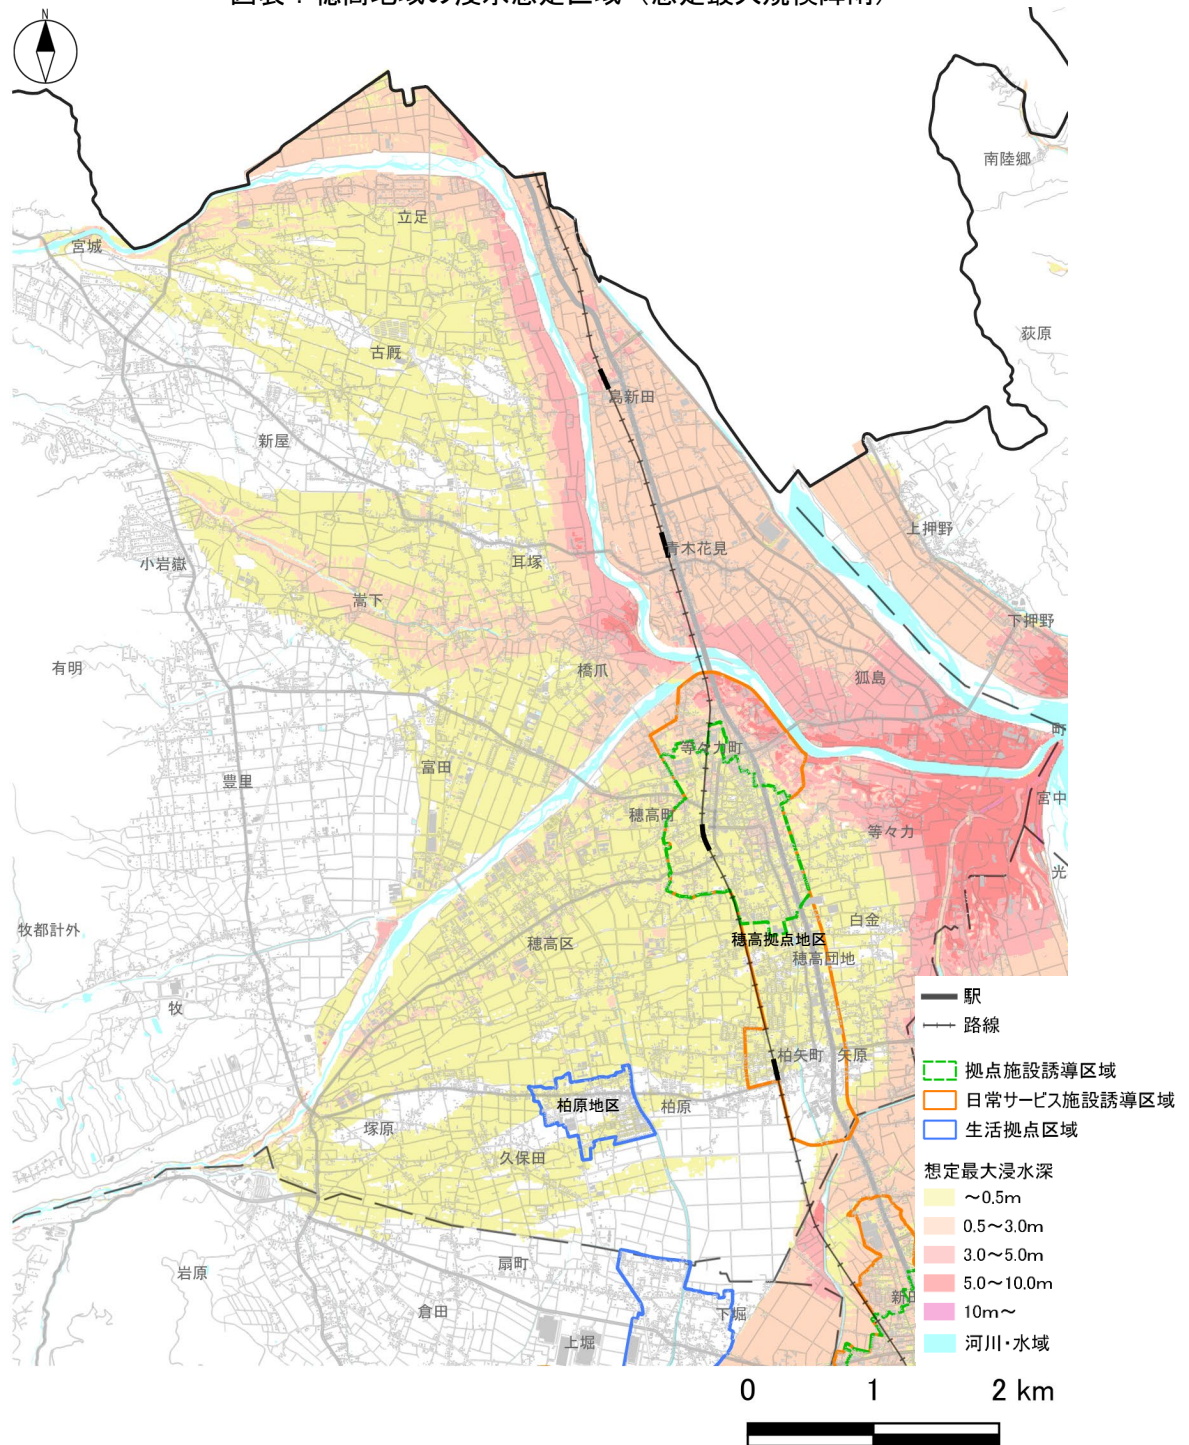 N
南陸郷
立足
宮城
荻原
古厩
島新田
新屋
上押野
青木花見
耳塚
小岩嶽
嵩下
下押野
有明
橋爪
狐島
等々力町
町
富田
豊里
宮中
穂高町
等々力
光
白金
牧都計外
穂高区
穂高拠点地区
穂高団地
牧
柏矢町
矢原
柏原地区
柏原
塚原
久保田
岩原
扇町
倉田
下堀
上堀
新田
駅
路線
拠点施設誘導区域
日常サービス施設誘導区域
生活拠点区域
想定最大浸水深
～0.5m
0.5～3.0m
3.0～5.0m
5.0～10.0m
10m～
河川・水域
0 1 2 km